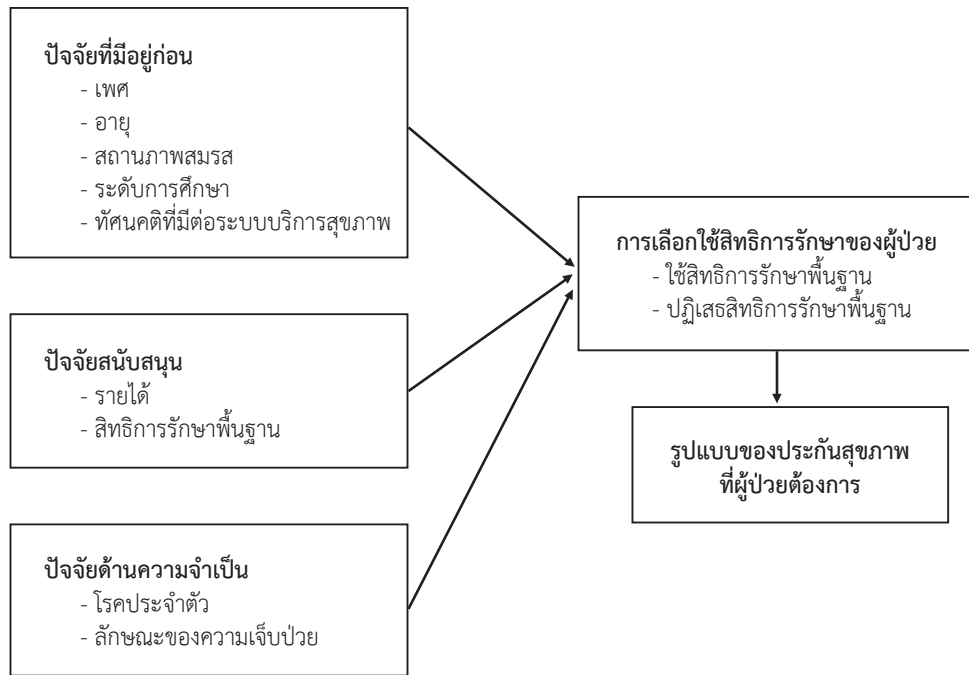 ปัจจัยที่มีอยู่ก่อน
- เพศ
- อายุ
- สถานภาพสมรส
- ระดับการศึกษา
- ทัศนคติที่มีต่อระบบบริการสุขภาพ
ปัจจัยสนับสนุน
- รายได้
- สิทธิการรักษาพื้นฐาน
ปัจจัยด้านความจำเป็น
- โรคประจำตัว
- ลักษณะของความเจ็บป่วย
การเลือกใช้สิทธิการรักษาของผู้ป่วย
- ใช้สิทธิการรักษาพื้นฐาน
- ปฏิเสธสิทธิการรักษาพื้นฐาน
รูปแบบของประกันสุขภาพ
ที่ผู้ป่วยต้องการ